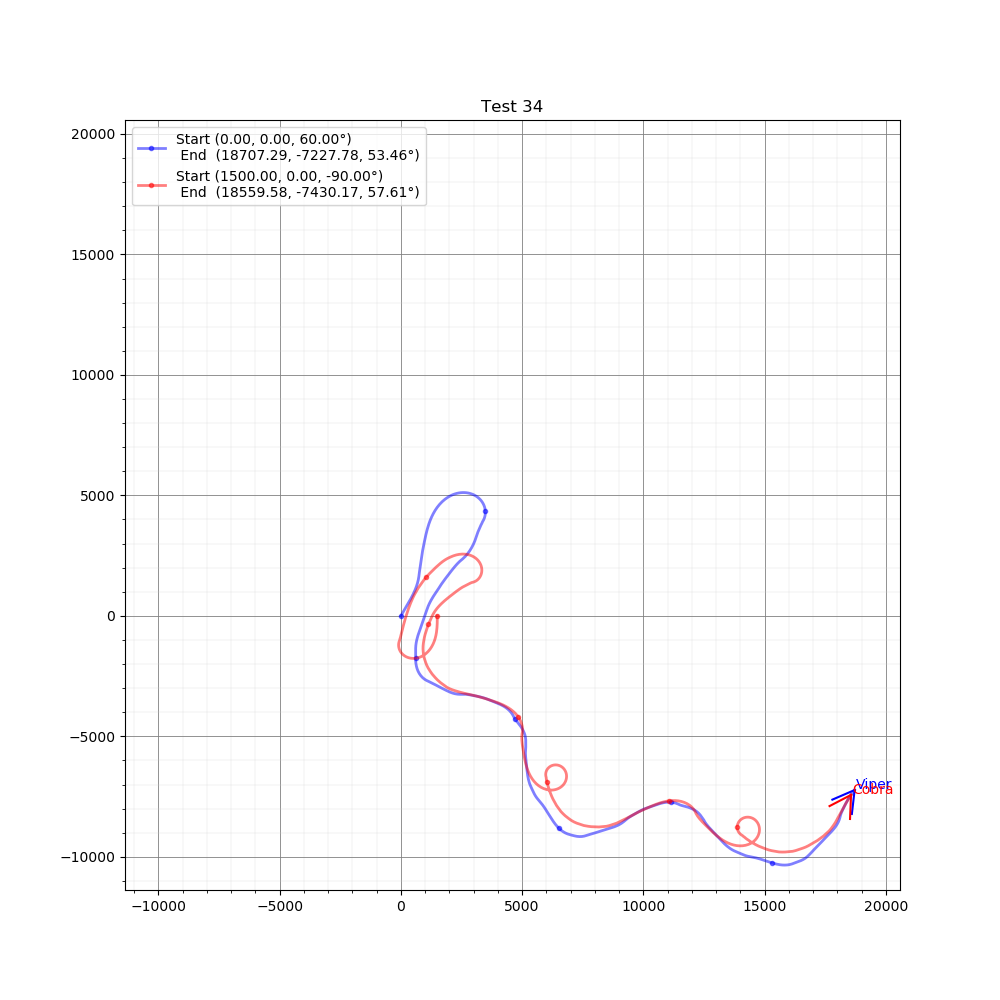 Test 34
20000
15000
10000
5000
0
−5000
−10000
Start (0.00, 0.00, 60.00°)
End (18707.29, -7227.78, 53.46°)
Start (1500.00, 0.00, -90.00°)
End (18559.58, -7430.17, 57.61°)
Viper
Cobra
−10000 −5000 0 5000 10000 15000 20000